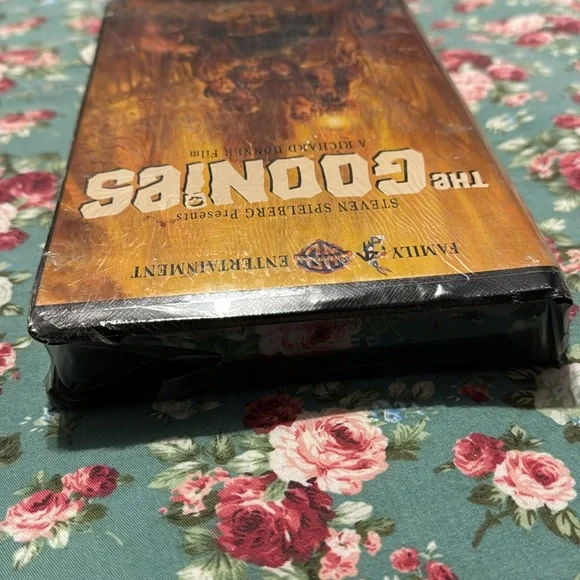 FAMILY ENTERTAINMENT
STEVEN SPIELBERG Presents
THE GOONIES
A RICHARD DONNER Film